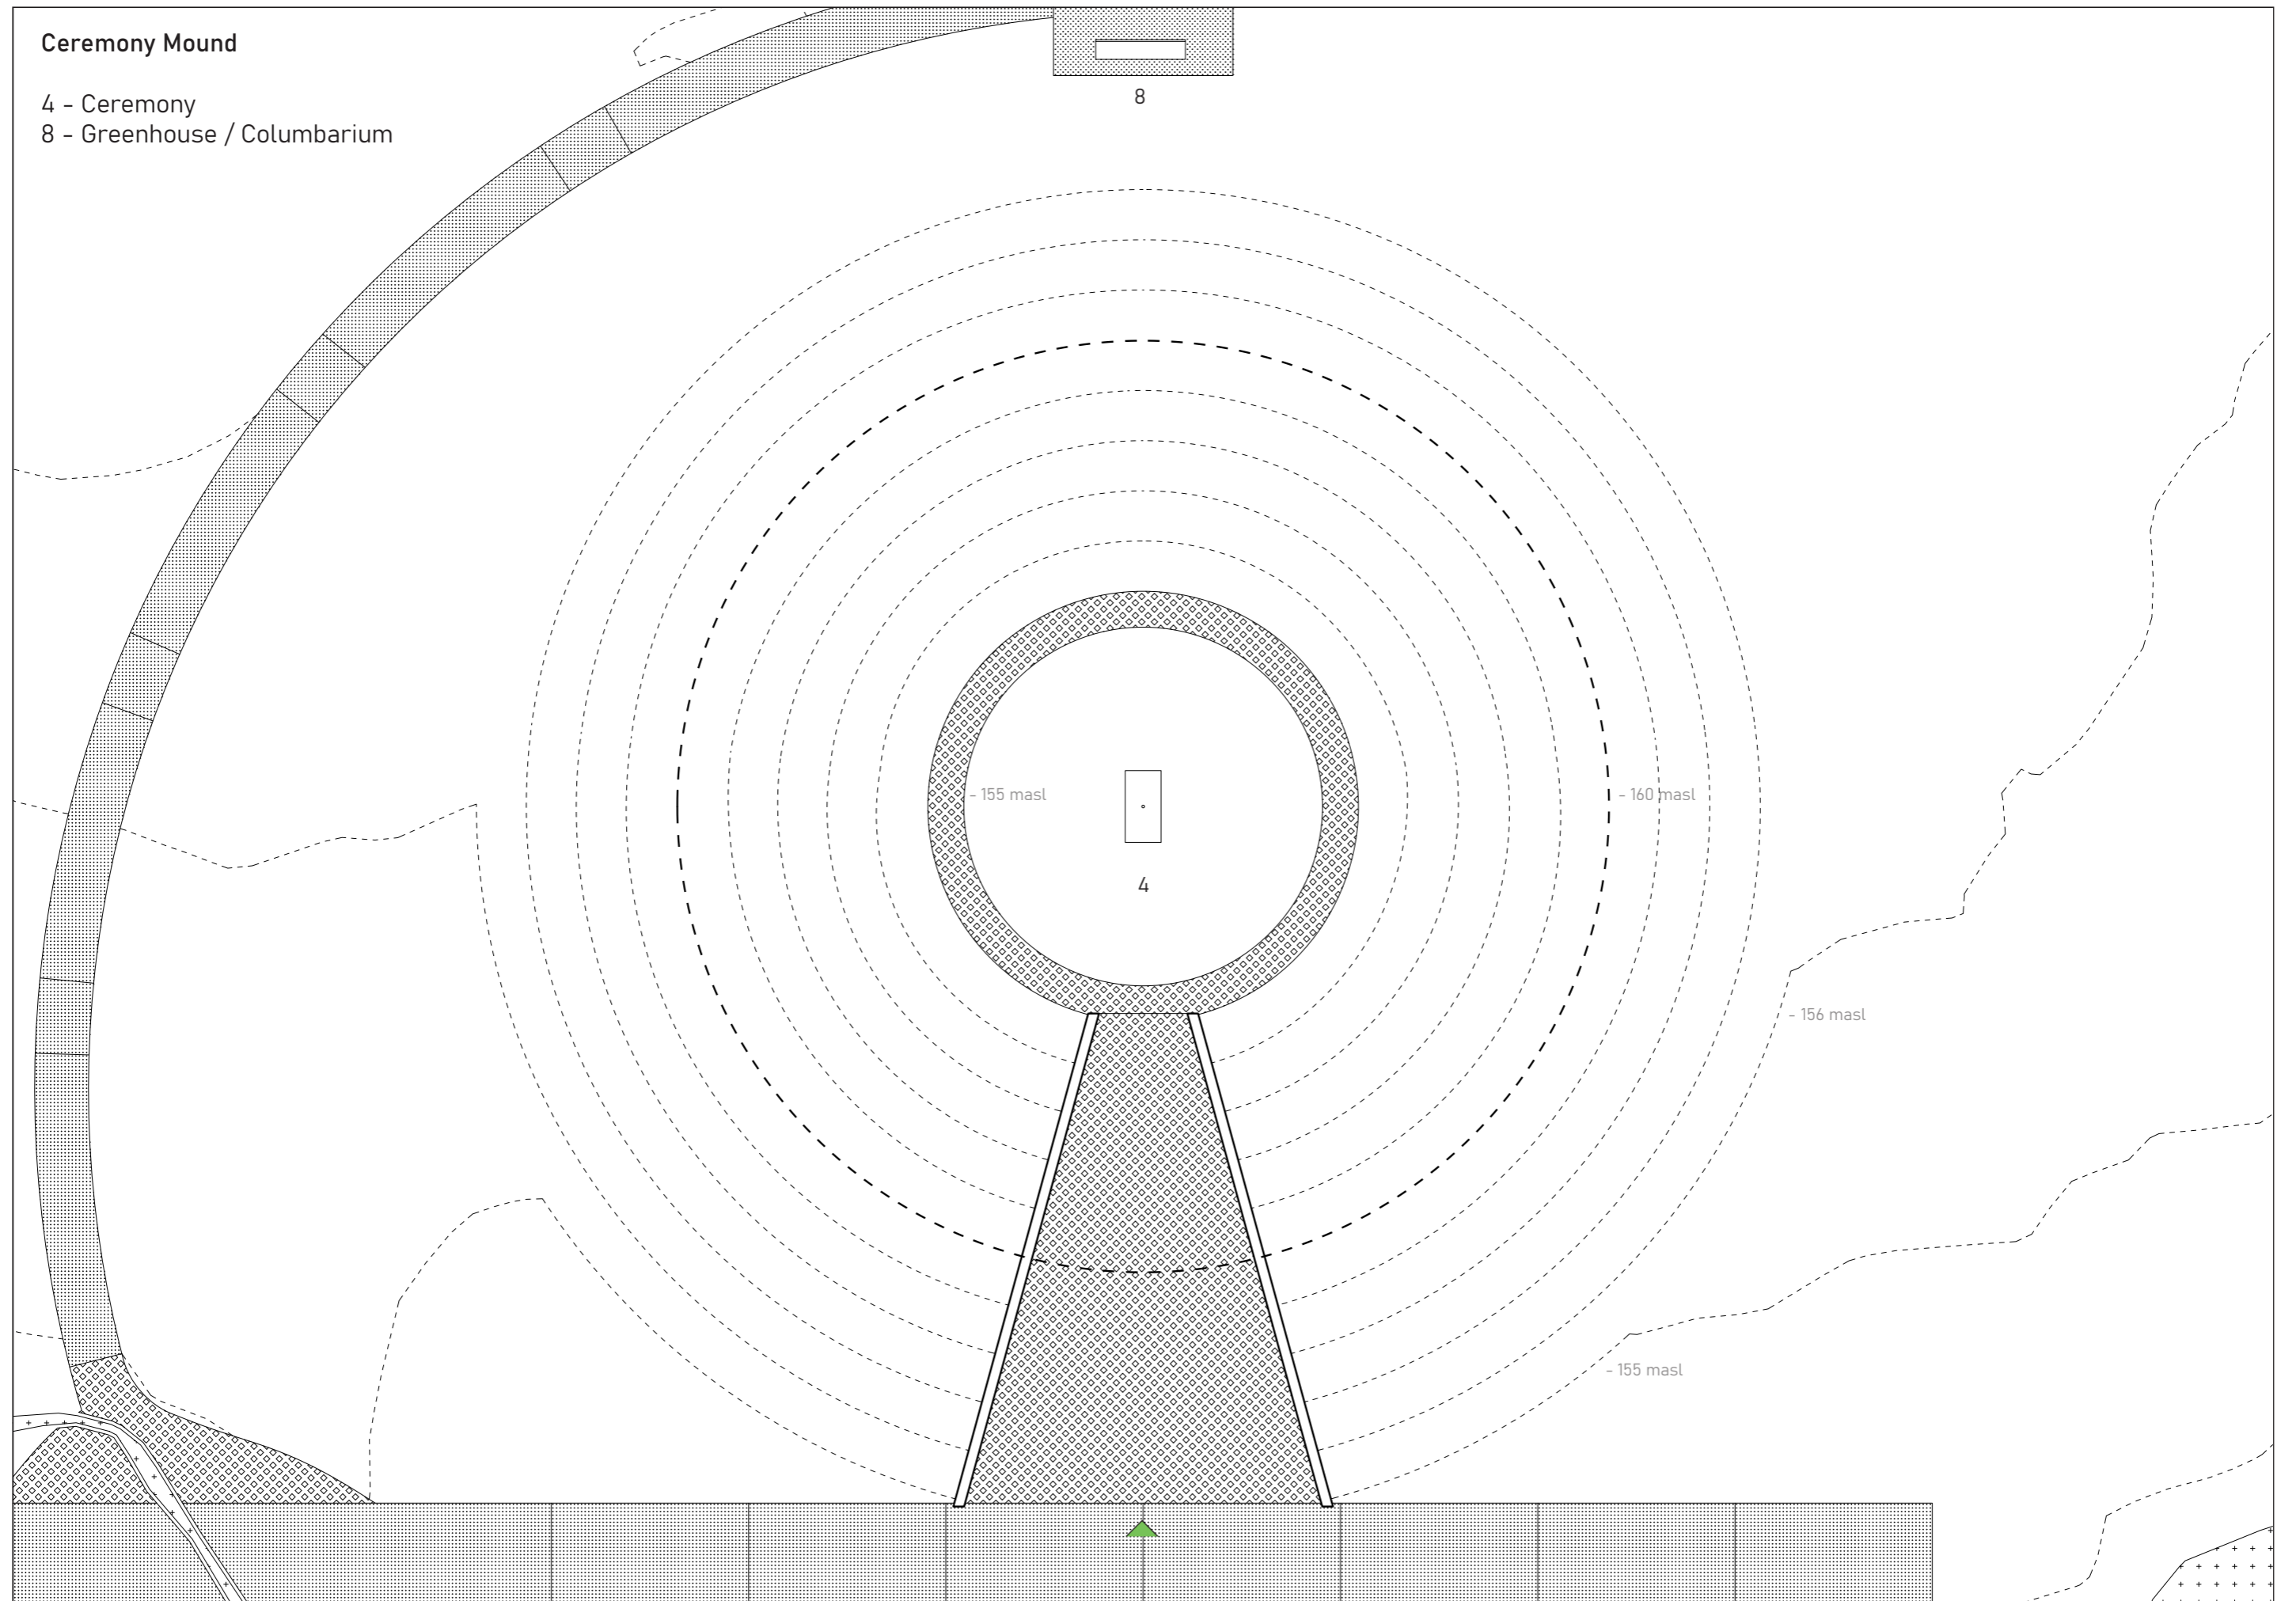 Ceremony Mound
4 - Ceremony
8 - Greenhouse / Columbarium
8
- 155 masl
- 160 masl
4
- 156 masl
- 155 masl